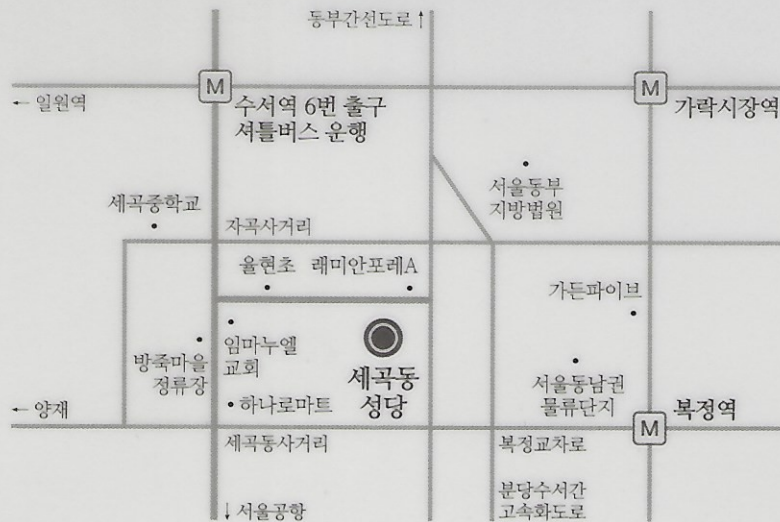 동부간선도로 ↑
M
M
← 일원역
수서역 6번 출구
셔틀버스 운행
가락시장역
서울동부
지방법원
세곡중학교
자곡사거리
율현초
래미안포레A
가든파이브
임마누엘
교회
방죽마을
정류장
세곡동
성당
서울동남권
물류단지
• 하나로마트
← 양재
복정역
M
세곡동사거리
복정교차로
분당수서간
고속화도로
↓ 서울공항